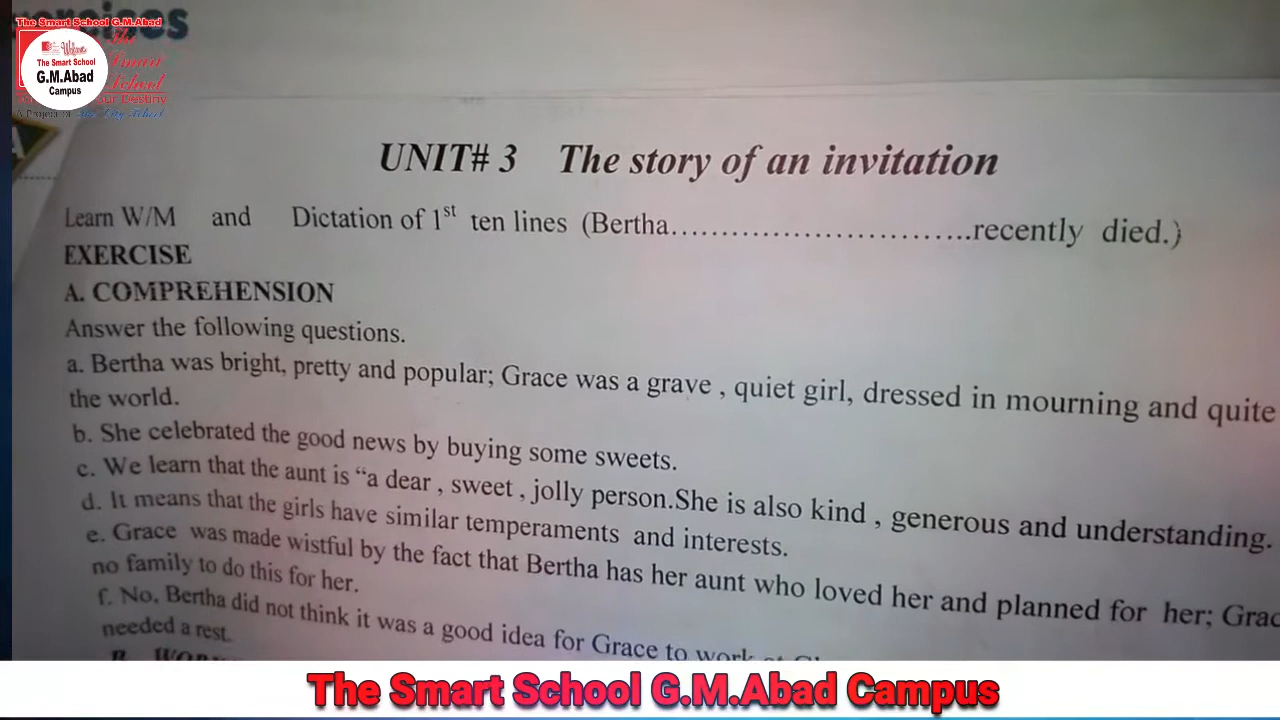 The Smart School G.M.Abad
The Smart School
G.M.Abad
Campus
UNIT# 3 The story of an invitation
Learn W/M and Dictation of 1st ten lines (Bertha..............................recently died.)
EXERCISE
A. COMPREHENSION
Answer the following questions.
a. Bertha was bright, pretty and popular; Grace was a grave , quiet girl, dressed in mourning and quite
the world.
b. She celebrated the good news by buying some sweets.
c. We learn that the aunt is “a dear , sweet , jolly person.She is also kind , generous and understanding.
d. It means that the girls have similar temperaments and interests.
e. Grace was made wistful by the fact that Bertha has her aunt who loved her and planned for her;
no family to do this for her.
f. No, Bertha did not think it was a good idea for Grace to work
needed a rest.
The Smart School G.M.Abad Campus